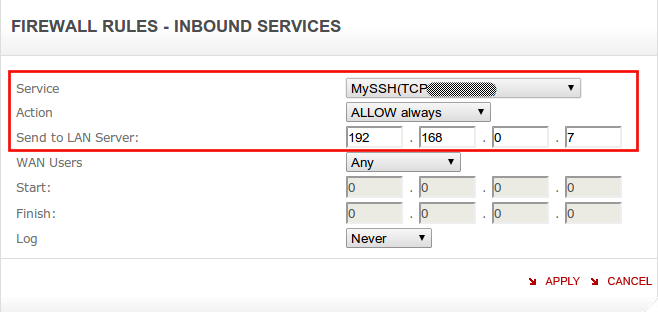 FIREWALL RULES - INBOUND SERVICES
Service MySSH(TCP
Action ALLOW always
Send to LAN Server: 192 . 168 . 0 . 7
WAN Users Any
Start: 0 . 0 . 0 . 0
Finish: 0 . 0 . 0 . 0
Log Never
APPLY CANCEL